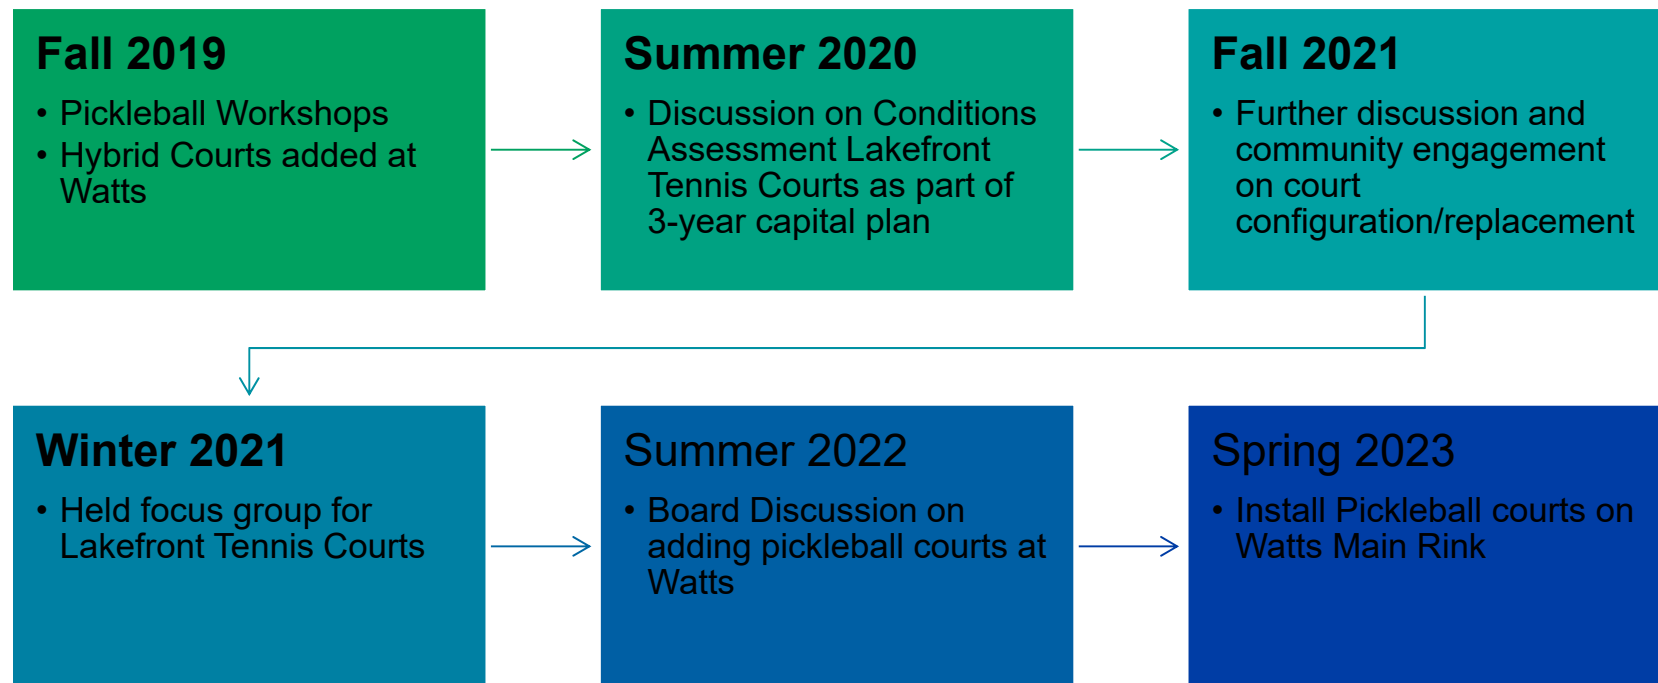 Fall 2019
• Pickleball Workshops
• Hybrid Courts added at
Watts
Summer 2020
• Discussion on Conditions
Assessment Lakefront
Tennis Courts as part of
3-year capital plan
Fall 2021
• Further discussion and
community engagement
on court
configuration/replacement
Winter 2021
• Held focus group for
Lakefront Tennis Courts
Summer 2022
• Board Discussion on
adding pickleball courts at
Watts
Spring 2023
• Install Pickleball courts on
Watts Main Rink